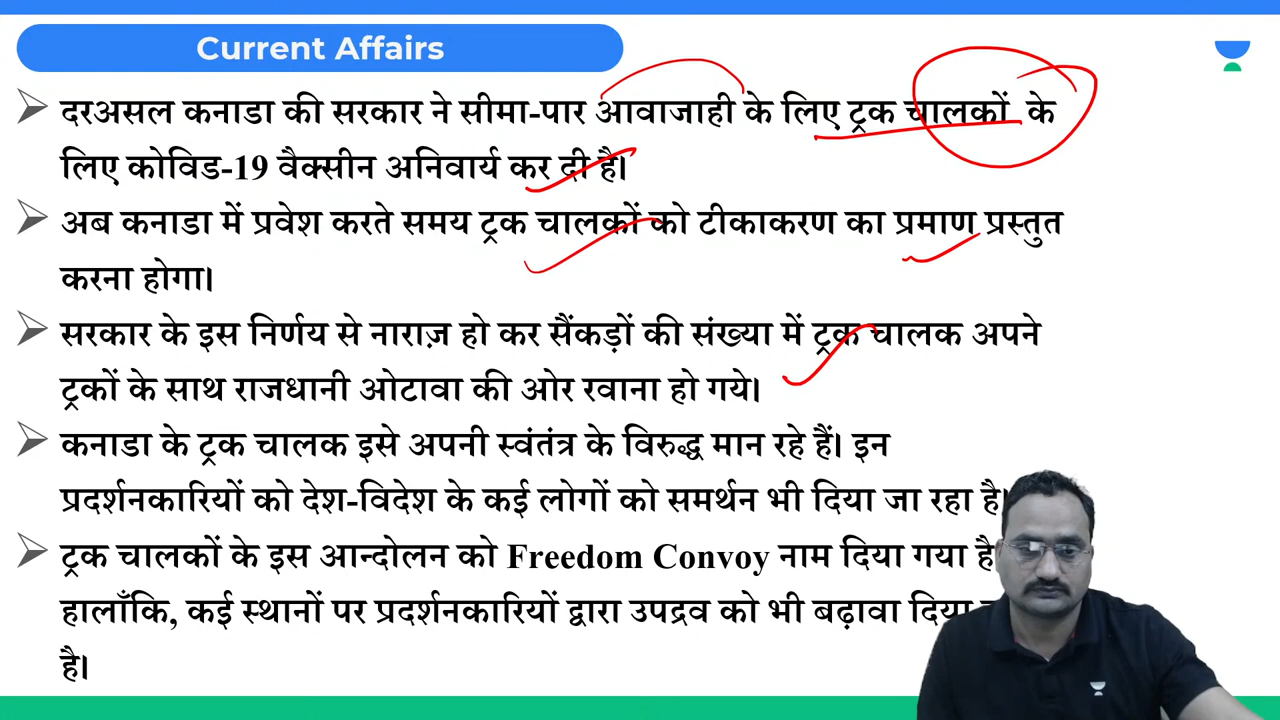 Current Affairs
दरअसल कनाडा की सरकार ने सीमा-पार आवाजाही के लिए ट्रक चालकों के
लिए कोविड-19 वैक्सीन अनिवार्य कर दी है।
अब कनाडा में प्रवेश करते समय ट्रक चालकों को टीकाकरण का प्रमाण प्रस्तुत
करना होगा।
सरकार के इस निर्णय से नाराज़ हो कर सैंकड़ों की संख्या में ट्रक चालक अपने
ट्रकों के साथ राजधानी ओटावा की ओर रवाना हो गये।
कनाडा के ट्रक चालक इसे अपनी स्वंतंत्र के विरुद्ध मान रहे हैं। इन
प्रदर्शनकारियों को देश-विदेश के कई लोगों को समर्थन भी दिया जा रहा है।
ट्रक चालकों के इस आन्दोलन को Freedom Convoy नाम दिया गया है
हालाँकि, कई स्थानों पर प्रदर्शनकारियों द्वारा उपद्रव को भी बढ़ावा दिया
है।